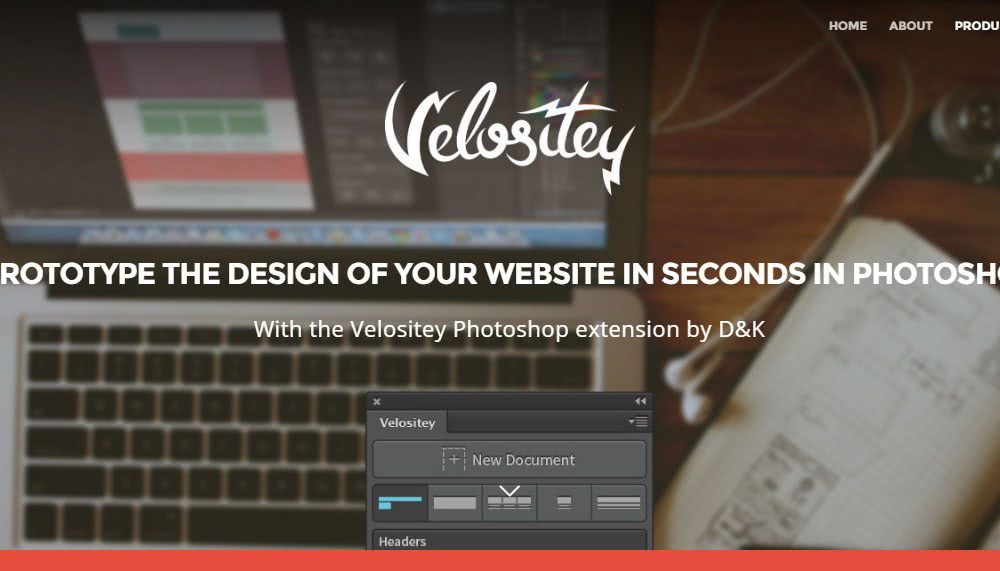 HOME ABOUT PRODU
Velositey
ROTOTYPE THE DESIGN OF YOUR WEBSITE IN SECONDS IN PHOTOSH
With the Velositey Photoshop extension by D&K
Velositey
New Document
Headers